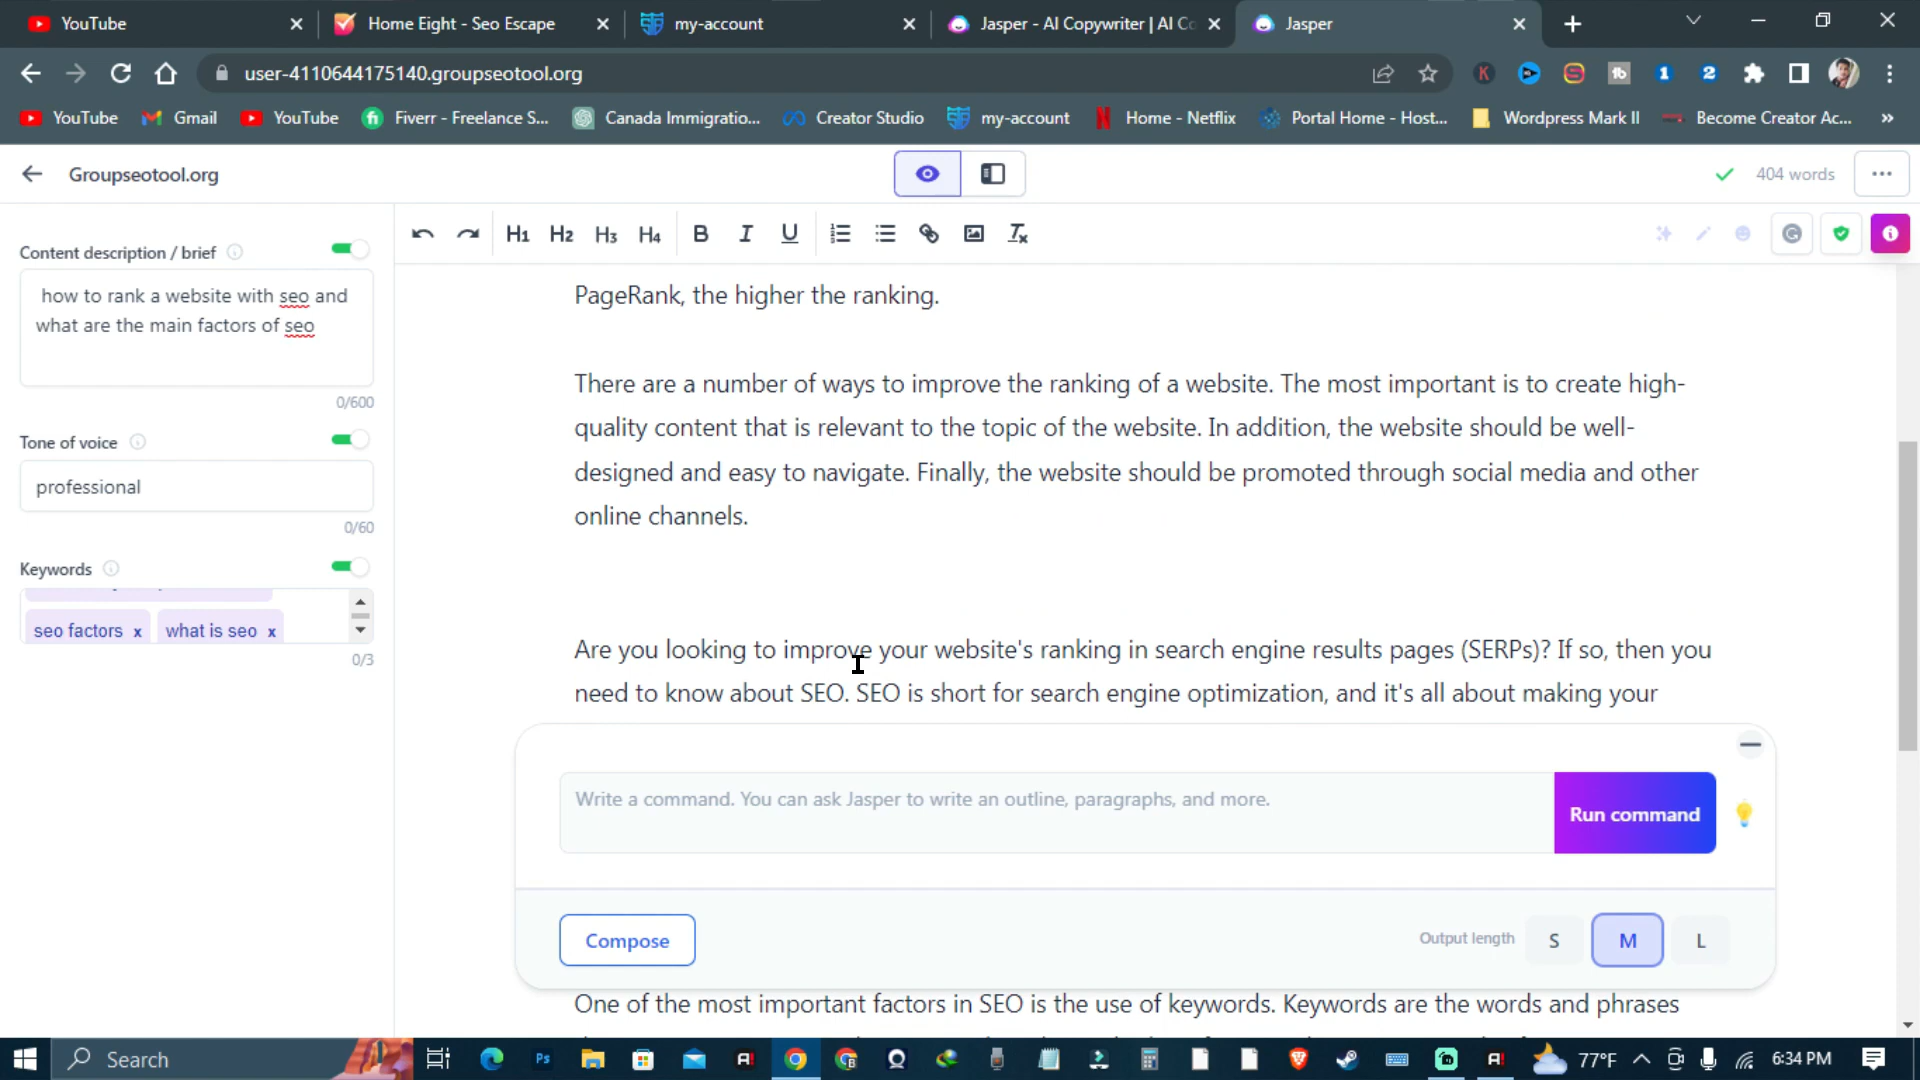 YouTube
Home Eight - Seo Escape
my-account
Jasper - AI Copywriter | AI Co
Jasper
user-4110644175140.groupseotool.org
YouTube
Gmail
YouTube
Fiverr - Freelance S...
Canada Immigratio...
Creator Studio
my-account
Home - Netflix
Portal Home - Host...
Wordpress Mark II
Become Creator Ac...
Groupseotool.org
404 words
H1 H2 H3 H4 B I U
Content description / brief
how to rank a website with seo and
what are the main factors of seo
0/600
Tone of voice
professional
0/60
Keywords
seo factors x what is seo x
0/3
PageRank, the higher the ranking.
There are a number of ways to improve the ranking of a website. The most important is to create high-
quality content that is relevant to the topic of the website. In addition, the website should be well-
designed and easy to navigate. Finally, the website should be promoted through social media and other
online channels.
Are you looking to improve your website's ranking in search engine results pages (SERPs)? If so, then you
need to know about SEO. SEO is short for search engine optimization, and it's all about making your
Write a command. You can ask Jasper to write an outline, paragraphs, and more.
Run command
Compose
Output length S M L
One of the most important factors in SEO is the use of keywords. Keywords are the words and phrases
Search
77°F
6:34 PM